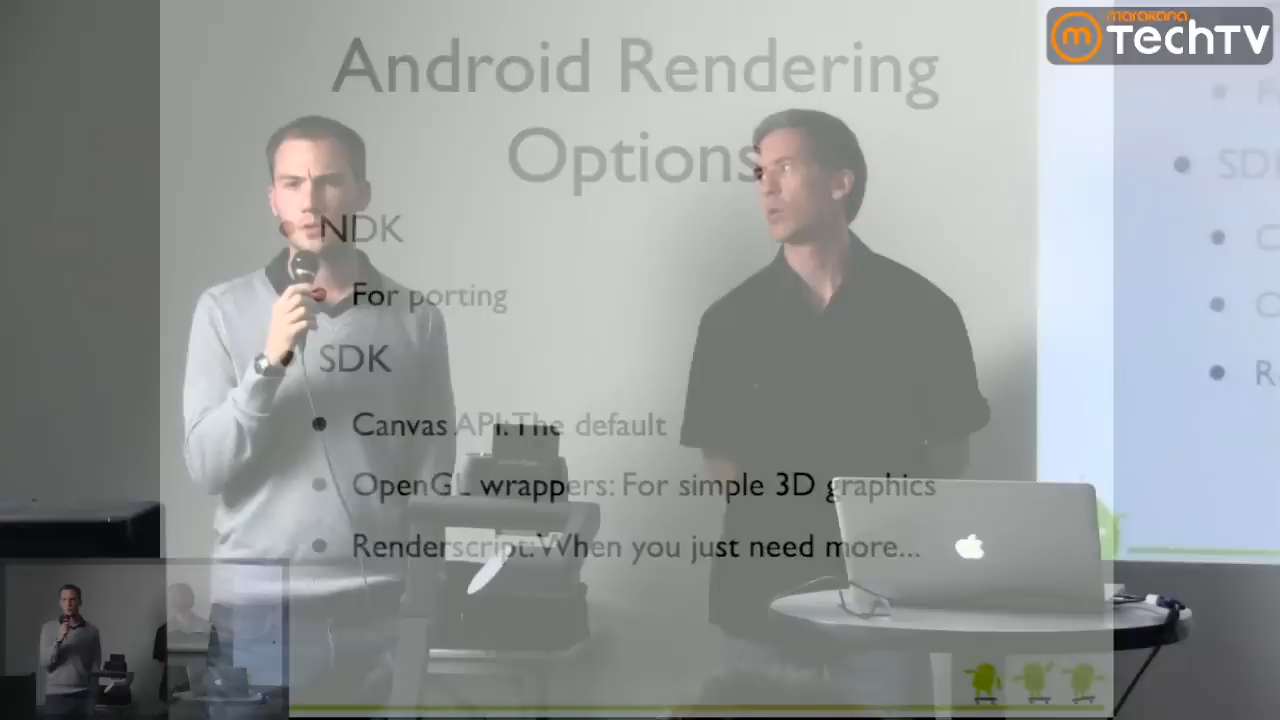 marakana
TechTV
Android Rendering
Options
NDK
For porting
SDK
Canvas API: The default
OpenGL wrappers: For simple 3D graphics
Renderscript: When you just need more...